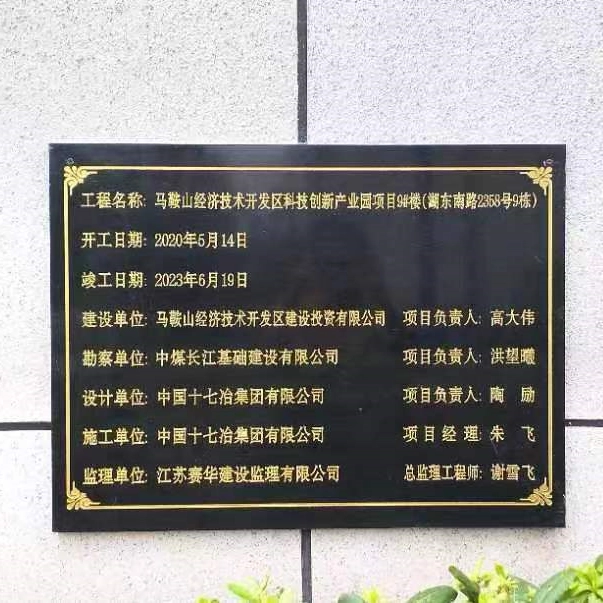 工程名称: 马鞍山经济技术开发区科技创新产业园项目9#楼(湖东南路2358号9栋)
开工日期: 2020年5月14日
竣工日期: 2023年6月19日
建设单位: 马鞍山经济技术开发区建设投资有限公司 项目负责人: 高大伟
勘察单位: 中煤长江基础建设有限公司 项目负责人: 洪望曦
设计单位: 中国十七冶集团有限公司 项目负责人: 陶 励
施工单位: 中国十七冶集团有限公司 项目经理: 朱 飞
监理单位: 江苏赛华建设监理有限公司 总监理工程师: 谢雪飞